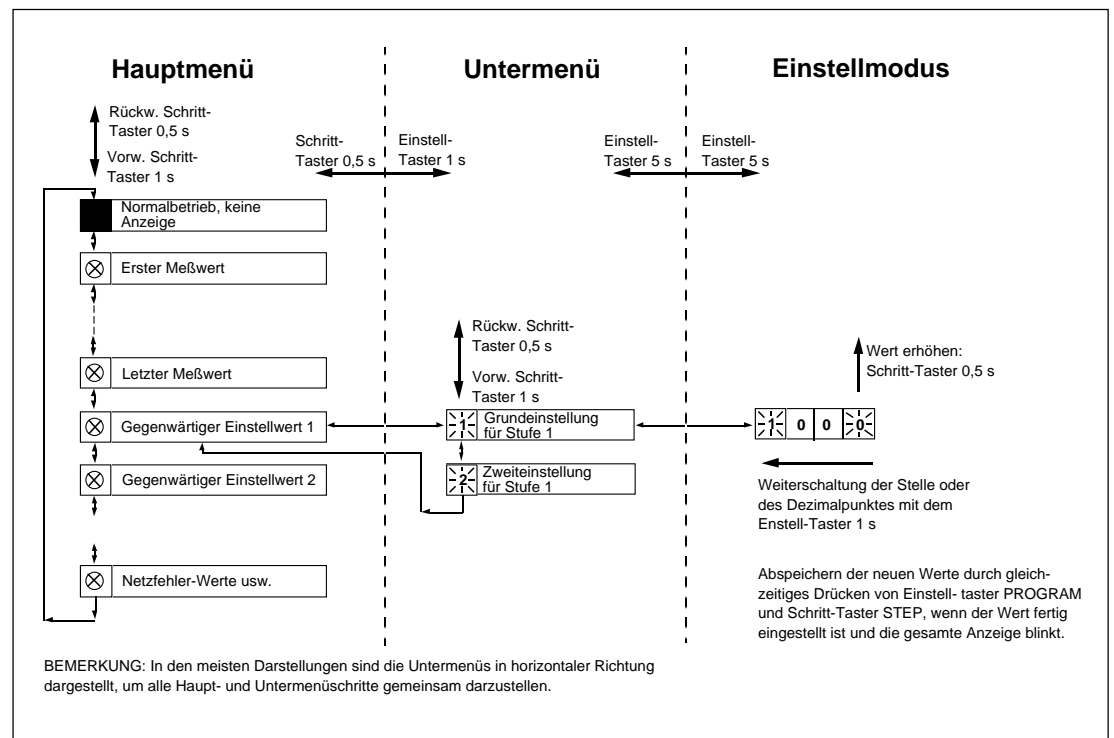 Hauptmenü
Untermenü
Einstellmodus
Rückw. Schritt-
Taster 0,5 s
Vorw. Schritt-
Taster 1 s
Schritt-
Taster 0,5 s
Einstell-
Taster 1 s
Einstell-
Taster 5 s
Einstell-
Taster 5 s
Normalbetrieb, keine
Anzeige
Erster Meßwert
Letzter Meßwert
Gegenwärtiger Einstellwert 1
Gegenwärtiger Einstellwert 2
Netzfehler-Werte usw.
Rückw. Schritt-
Taster 0,5 s
Vorw. Schritt-
Taster 1 s
1 Grundeinstellung
für Stufe 1
2 Zweiteinstellung
für Stufe 1
Wert erhöhen:
Schritt-Taster 0,5 s
1 0 0 0
Weiterschaltung der Stelle oder
des Dezimalpunktes mit dem
Enstell-Taster 1 s
Abspeichern der neuen Werte durch gleich-
zeitiges Drücken von Einstell- taster PROGRAM
und Schritt-Taster STEP, wenn der Wert fertig
eingestellt ist und die gesamte Anzeige blinkt.
BEMERKUNG: In den meisten Darstellungen sind die Untermenüs in horizontaler Richtung
dargestellt, um alle Haupt- und Untermenüschritte gemeinsam darzustellen.